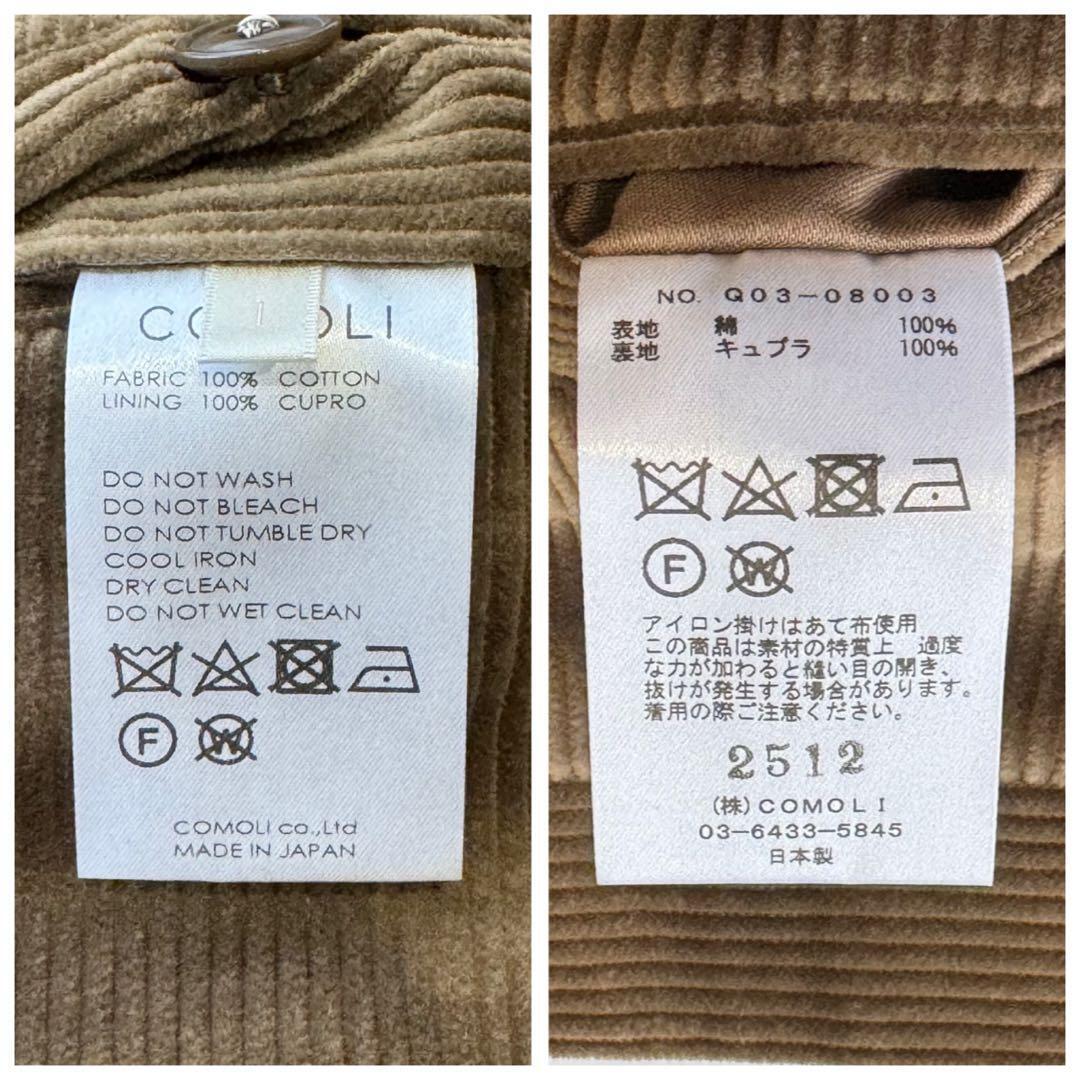 COMOLI
1
FABRIC 100% COTTON
LINING 100% CUPRO
DO NOT WASH
DO NOT BLEACH
DO NOT TUMBLE DRY
COOL IRON
DRY CLEAN
DO NOT WET CLEAN
F W
COMOLI co.,Ltd
MADE IN JAPAN
NO. Q03-08003
表地 綿 100%
裏地 キュプラ 100%
F W
アイロン掛けはあて布使用
この商品は素材の特質上 過度
な力が加わると縫い目の開き、
抜けが発生する場合があります。
着用の際ご注意ください。
2512
(株)COMOLI
03-6433-5845
日本製